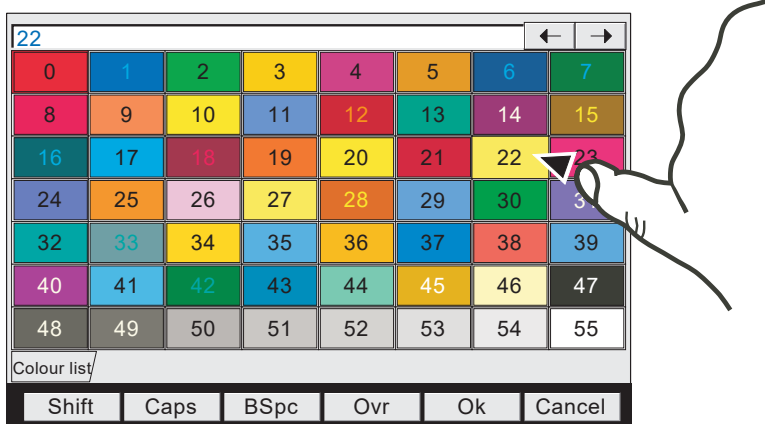 22
0 1 2 3 4 5 6 7
8 9 10 11 12 13 14 15
16 17 18 19 20 21 22 23
24 25 26 27 28 29 30 31
32 33 34 35 36 37 38 39
40 41 42 43 44 45 46 47
48 49 50 51 52 53 54 55
Colour list
Shift Caps BSpc Ovr Ok Cancel